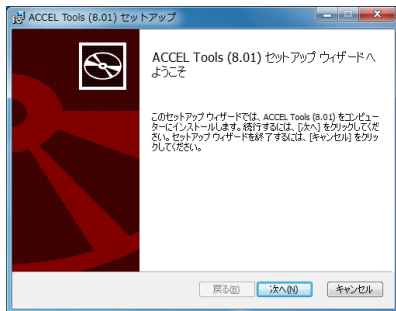 ACCEL Tools (8.01) セットアップ
ACCEL Tools (8.01) セットアップ ウィザードへ
ようこそ
このセットアップ ウィザードでは、ACCEL Tools (8.01) をコンピュー
ターにインストールします。続行するには、[次へ] をクリックしてくだ
さい。セットアップ ウィザードを終了するには、[キャンセル] をクリッ
クしてください。
戻る(B) 次へ(N) キャンセル